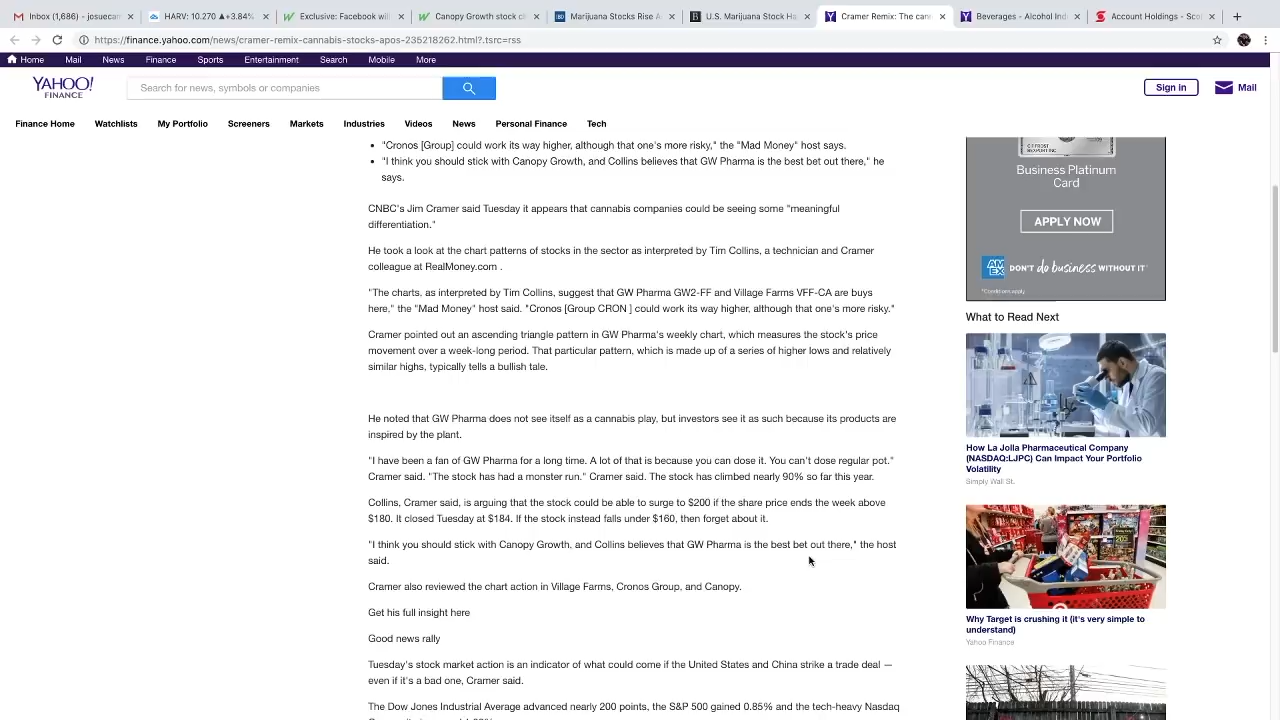 Inbox (1,686) - josuecam
HARV: 10.270 ▲+3.84%
Exclusive: Facebook will
Canopy Growth stock cl
Marijuana Stocks Rise A
U.S. Marijuana Stock Ha
Cramer Remix: The cann
Beverages - Alcohol Ind
Account Holdings - Sco
https://finance.yahoo.com/news/cramer-remix-cannabis-stocks-apos-235218262.html?.tsrc=rss
Home Mail News Finance Sports Entertainment Search Mobile More
YAHOO!
FINANCE
Search for news, symbols or companies
Sign in
Mail
Finance Home Watchlists My Portfolio Screeners Markets Industries Videos News Personal Finance Tech
• "Cronos [Group] could work its way higher, although that one's more risky," the "Mad Money" host says.
• "I think you should stick with Canopy Growth, and Collins believes that GW Pharma is the best bet out there," he
says.
CNBC's Jim Cramer said Tuesday it appears that cannabis companies could be seeing some "meaningful
differentiation."
He took a look at the chart patterns of stocks in the sector as interpreted by Tim Collins, a technician and Cramer
colleague at RealMoney.com .
"The charts, as interpreted by Tim Collins, suggest that GW Pharma GW2-FF and Village Farms VFF-CA are buys
here," the "Mad Money" host said. "Cronos [Group CRON ] could work its way higher, although that one's more risky."
Cramer pointed out an ascending triangle pattern in GW Pharma's weekly chart, which measures the stock's price
movement over a week-long period. That particular pattern, which is made up of a series of higher lows and relatively
similar highs, typically tells a bullish tale.
He noted that GW Pharma does not see itself as a cannabis play, but investors see it as such because its products are
inspired by the plant.
"I have been a fan of GW Pharma for a long time. A lot of that is because you can dose it. You can't dose regular pot."
Cramer said. "The stock has had a monster run." Cramer said. The stock has climbed nearly 90% so far this year.
Collins, Cramer said, is arguing that the stock could be able to surge to $200 if the share price ends the week above
$180. It closed Tuesday at $184. If the stock instead falls under $160, then forget about it.
"I think you should stick with Canopy Growth, and Collins believes that GW Pharma is the best bet out there," the host
said.
Cramer also reviewed the chart action in Village Farms, Cronos Group, and Canopy.
Get his full insight here
Good news rally
Tuesday's stock market action is an indicator of what could come if the United States and China strike a trade deal —
even if it's a bad one, Cramer said.
The Dow Jones Industrial Average advanced nearly 200 points, the S&P 500 gained 0.85% and the tech-heavy Nasdaq
Business Platinum
Card
APPLY NOW
AM
EX
DON'T do business WITHOUT IT
*Conditions apply
What to Read Next
How La Jolla Pharmaceutical Company
(NASDAQ:LJPC) Can Impact Your Portfolio
Volatility
Simply Wall St.
Why Target is crushing it (it's very simple to
understand)
Yahoo Finance